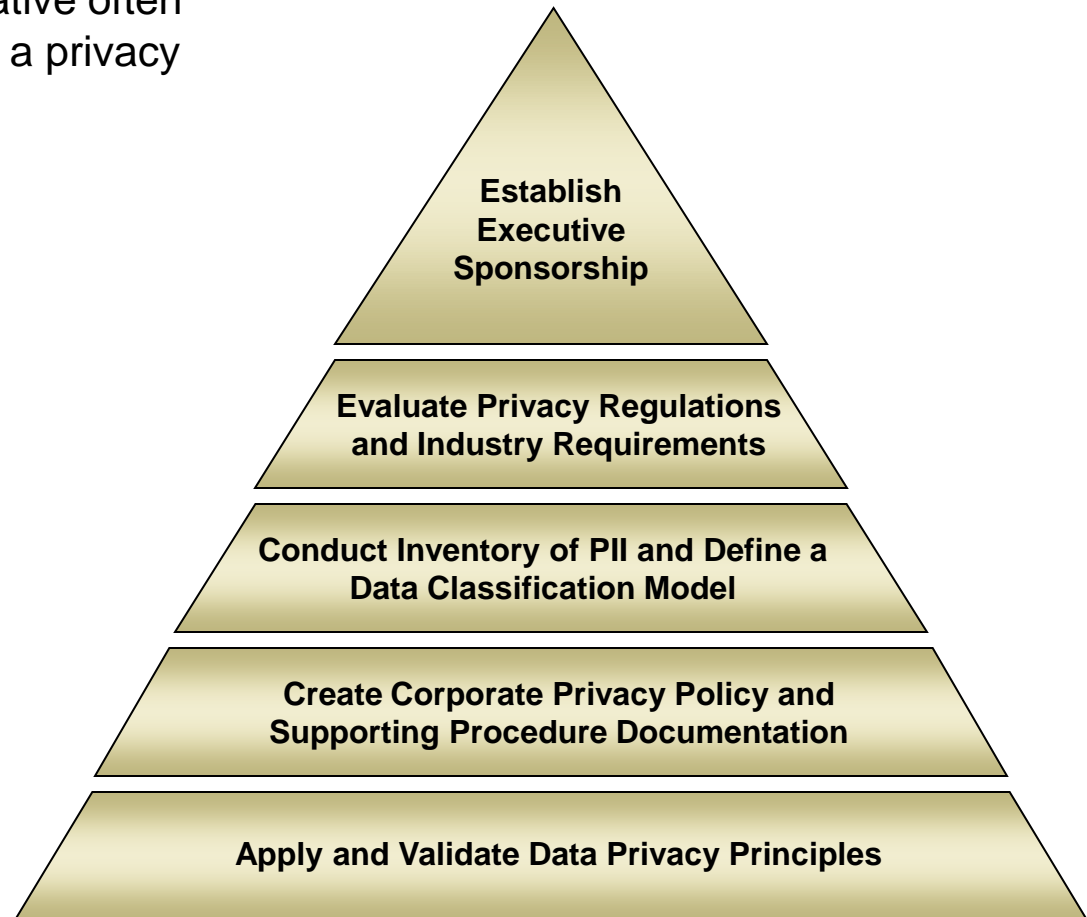 often
a privacy
Establish
Executive
Sponsorship
Evaluate Privacy Regulations
and Industry Requirements
Conduct Inventory of PII and Define a
Data Classification Model
Create Corporate Privacy Policy and
Supporting Procedure Documentation
Apply and Validate Data Privacy Principles